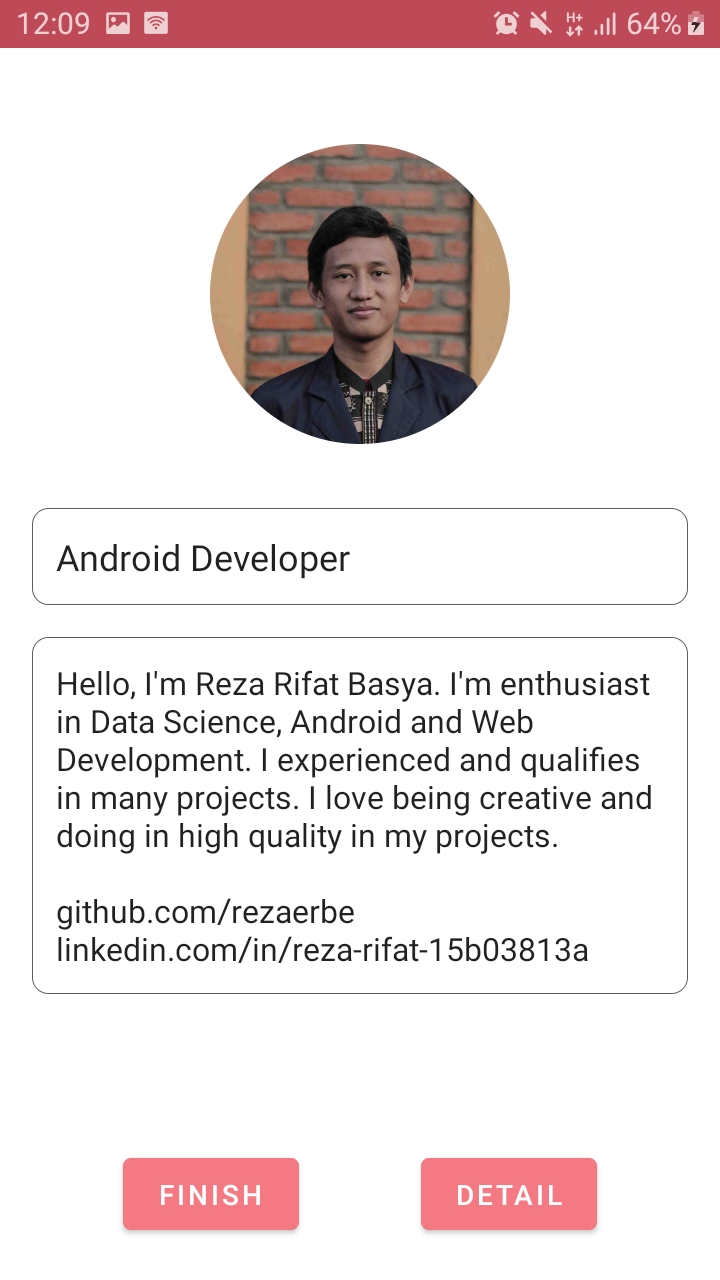 12:09 H+ 64%
Android Developer
Hello, I'm Reza Rifat Basya. I'm enthusiast
in Data Science, Android and Web
Development. I experienced and qualifies
in many projects. I love being creative and
doing in high quality in my projects.
github.com/rezaerbe
linkedin.com/in/reza-rifat-15b03813a
FINISH DETAIL